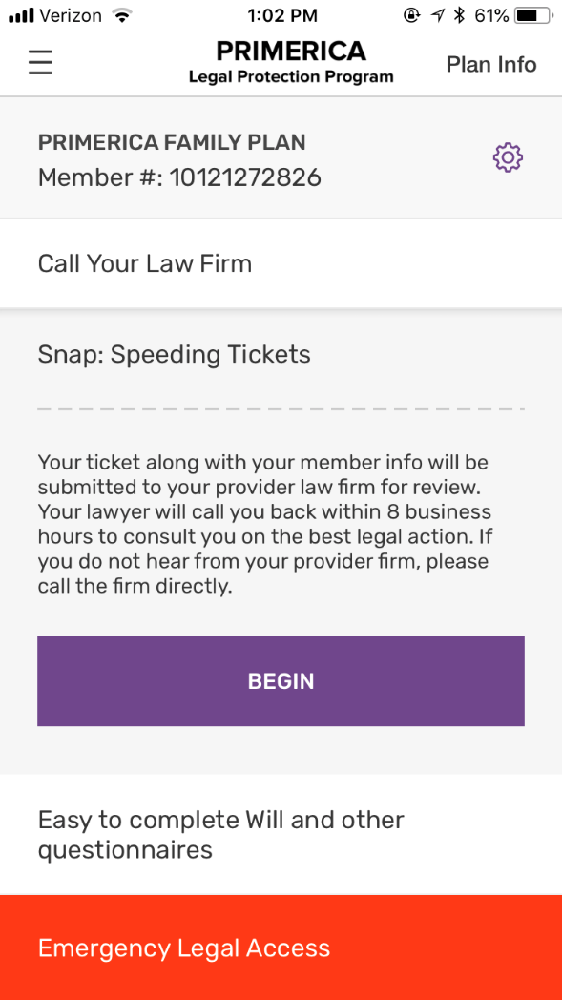 Verizon 1:02 PM 61%
PRIMERICA
Legal Protection Program
Plan Info
PRIMERICA FAMILY PLAN
Member #: 10121272826
Call Your Law Firm
Snap: Speeding Tickets
Your ticket along with your member info will be
submitted to your provider law firm for review.
Your lawyer will call you back within 8 business
hours to consult you on the best legal action. If
you do not hear from your provider firm, please
call the firm directly.
BEGIN
Easy to complete Will and other
questionnaires
Emergency Legal Access